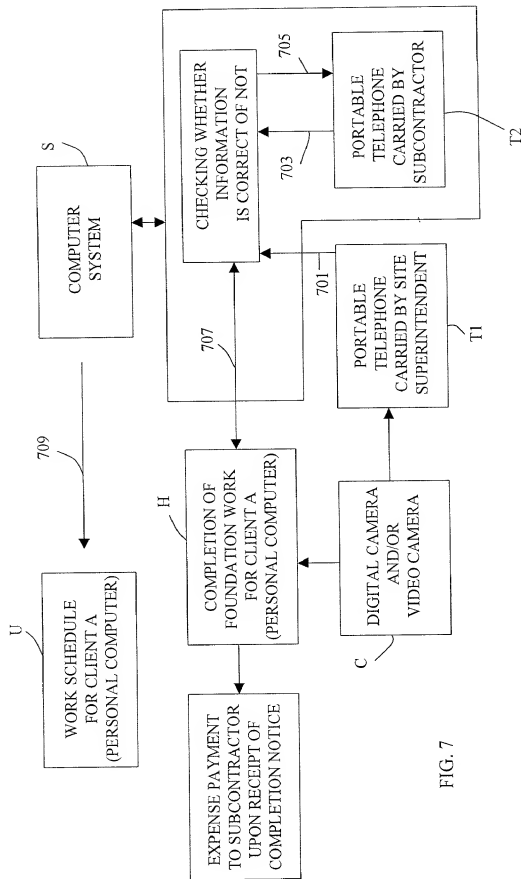 U
WORK SCHEDULE
FOR CLIENT A
(PERSONAL COMPUTER)
709
COMPUTER
SYSTEM
S
EXPENSE PAYMENT
TO SUBCONTRACTOR
UPON RECEIPT OF
COMPLETION NOTICE
H
COMPLETION OF
FOUNDATION WORK
FOR CLIENT A
(PERSONAL COMPUTER)
707
CHECKING WHETHER
INFORMATION
IS CORRECT OF NOT
701
703
705
C
DIGITAL CAMERA
AND/OR
VIDEO CAMERA
PORTABLE
TELEPHONE
CARRIED BY SITE
SUPERINTENDENT
T1
PORTABLE
TELEPHONE
CARRIED BY
SUBCONTRACTOR
T2
FIG. 7